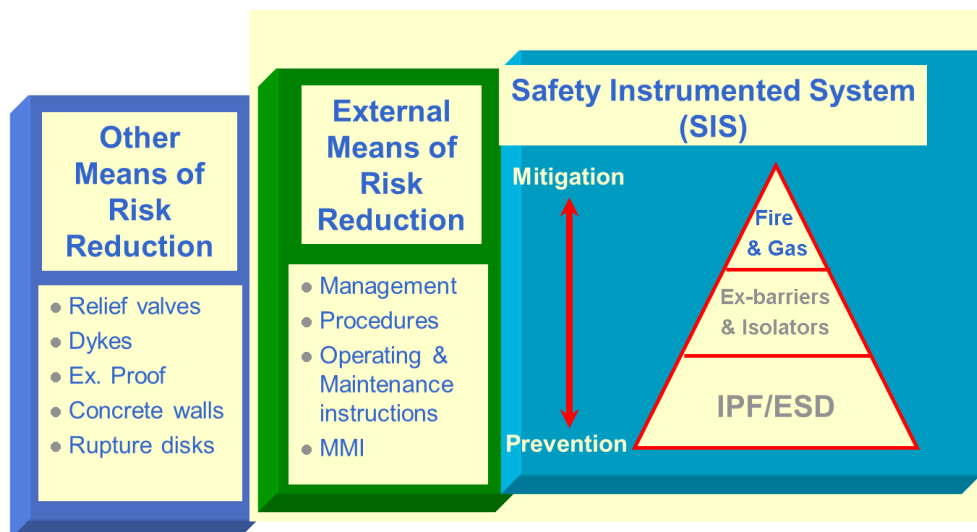 Other
Means of
Risk
Reduction
Relief valves
Dykes
Ex. Proof
Concrete walls
Rupture disks
External
Means of
Risk
Reduction
Management
Procedures
Operating &
Maintenance
instructions
MMI
Safety Instrumented System
(SIS)
Mitigation
Prevention
Fire
& Gas
Ex-barriers
& Isolators
IPF/ESD